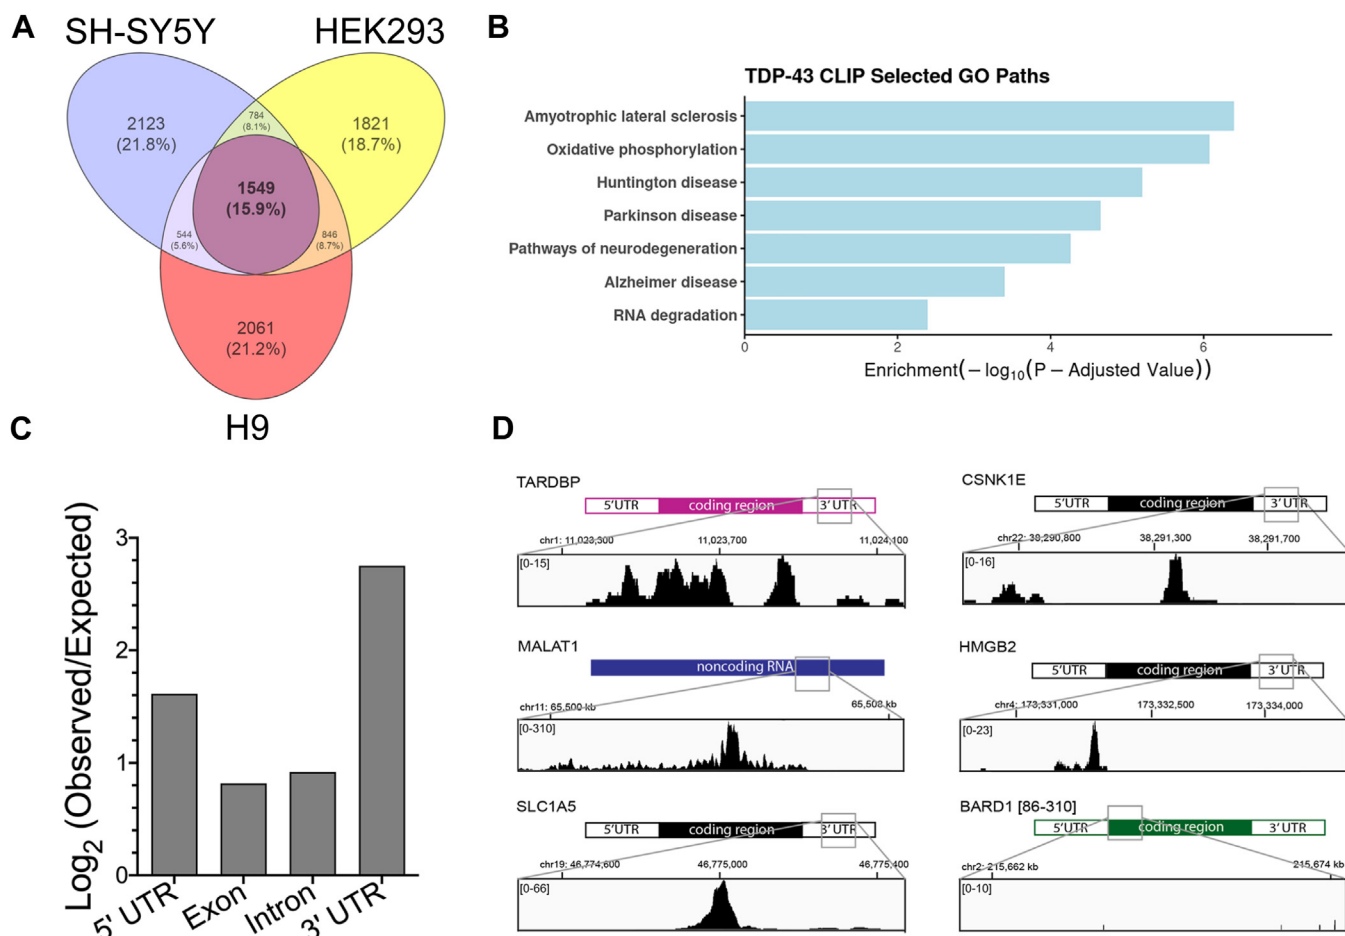 A
SH-SY5Y
HEK293
2123
(21.8%)
784
(8.1%)
1821
(18.7%)
1549
(15.9%)
544
(5.6%)
846
(8.7%)
2061
(21.2%)
H9
B
TDP-43 CLIP Selected GO Paths
Amyotrophic lateral sclerosis
Oxidative phosphorylation
Huntington disease
Parkinson disease
Pathways of neurodegeneration
Alzheimer disease
RNA degradation
0 2 4 6
Enrichment(−log₁₀(P − Adjusted Value))
C
Log₂ (Observed/Expected)
3
2
1
0
5' UTR Exon Intron 3' UTR
D
TARDBP
5'UTR coding region 3' UTR
chr1: 11,023,300 11,023,700 11,024,100
[0-15]
MALAT1
noncoding RNA
chr11: 65,500 kb 65,508 kb
[0-310]
SLC1A5
5'UTR coding region 3' UTR
chr19: 46,774,600 46,775,000 46,775,400
[0-66]
CSNK1E
5'UTR coding region 3' UTR
chr22: 38,290,800 38,291,300 38,291,700
[0-16]
HMGB2
5'UTR coding region 3' UTR
chr4: 173,331,000 173,332,500 173,334,000
[0-23]
BARD1 [86-310]
5'UTR coding region 3' UTR
chr2: 215,662 kb 215,674 kb
[0-10]